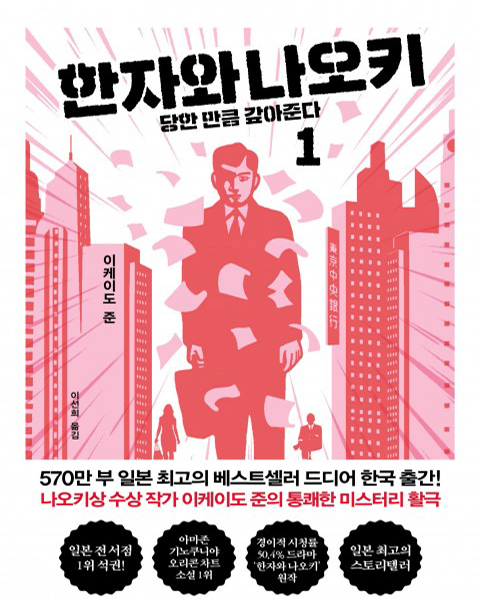 한자와 나오키
당한 만큼 갚아준다
1
이케이도 준
東京中央銀行
이선희 옮김
570만 부 일본 최고의 베스트셀러 드디어 한국 출간!
나오키상 수상 작가 이케이도 준의 통쾌한 미스터리 활극
일본 전 서점
1위 석권!
아마존
기노쿠니야
오리콘 차트
소설 1위
경이적 시청률
50.4% 드라마
'한자와 나오키'
원작
일본 최고의
스토리텔러